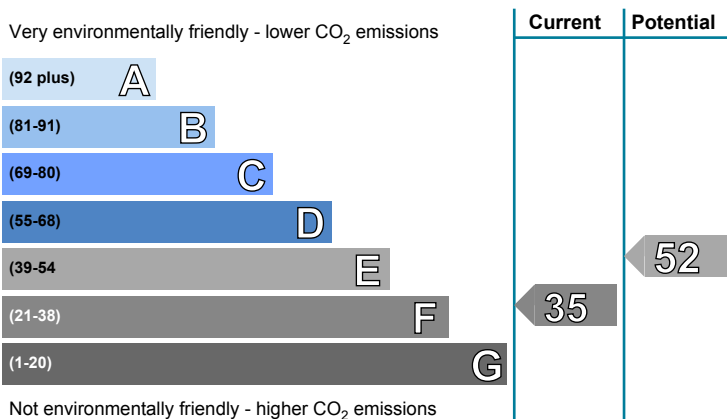 Very environmentally friendly - lower CO2 emissions
Current
Potential
(92 plus) A
(81-91) B
(69-80) C
(55-68) D
(39-54 E
52
(21-38) F
35
(1-20) G
Not environmentally friendly - higher CO2 emissions